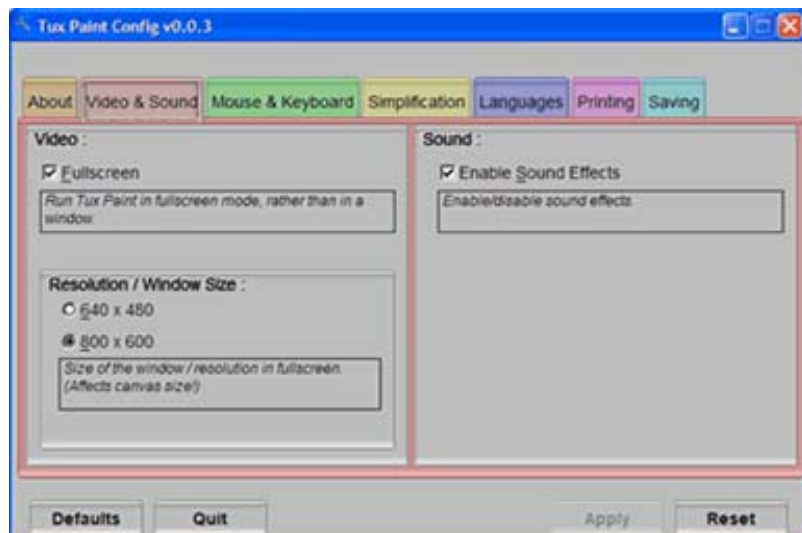 Tux Paint Config v0.0.3
About Video & Sound Mouse & Keyboard Simplification Languages Printing Saving
Video :
Fullscreen
Run Tux Paint in fullscreen mode, rather than in a
window.
Resolution / Window Size :
640 x 480
800 x 600
Size of the window / resolution in fullscreen.
(Affects canvas size!)
Sound :
Enable Sound Effects
Enable/disable sound effects.
Defaults Quit Apply Reset